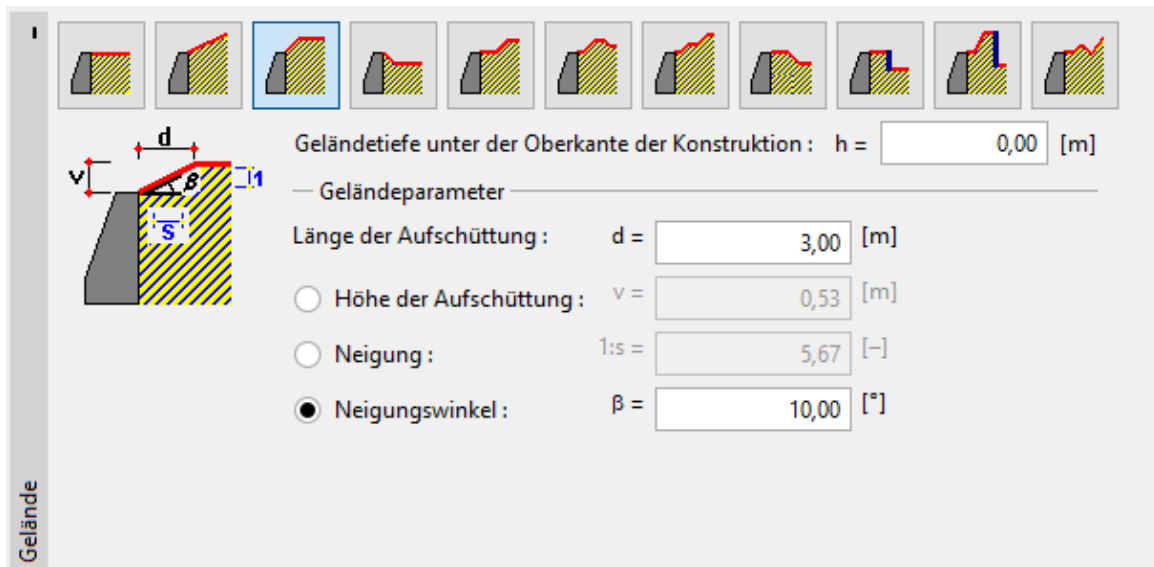 d
v
β
1
s
Geländetiefe unter der Oberkante der Konstruktion : h = 0,00 [m]
Geländeparameter
Länge der Aufschüttung : d = 3,00 [m]
Höhe der Aufschüttung : v = 0,53 [m]
Neigung : 1:s = 5,67 [–]
Neigungswinkel : β = 10,00 [°]
Gelände